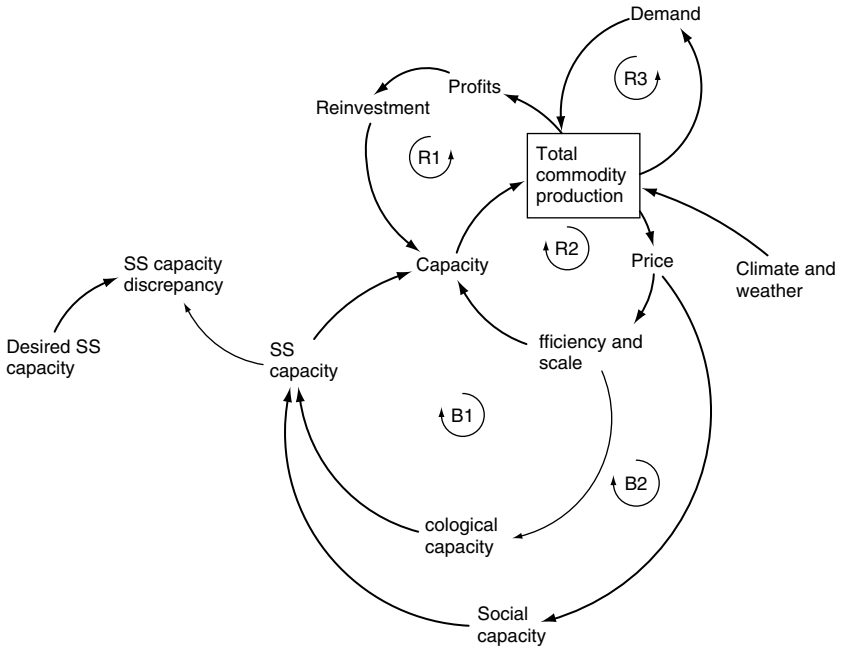 Demand
R3
Profits
Reinvestment
R1
Total
commodity
production
R2
SS capacity
discrepancy
Capacity
Price
Climate and
weather
Desired SS
capacity
SS
capacity
fficiency and
scale
B1
B2
cological
capacity
Social
capacity